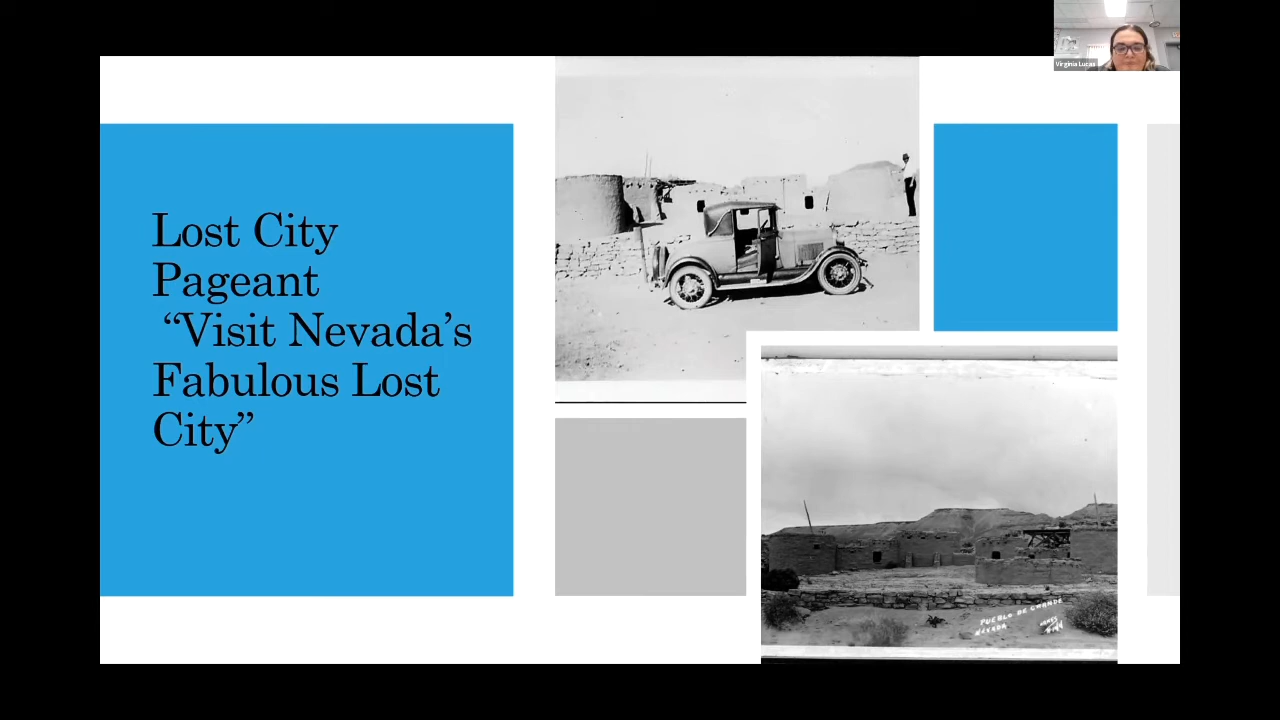 Virginia Lucas
Lost City
Pageant
“Visit Nevada’s
Fabulous Lost
City”
PUEBLO DE GRANDE
NEVADA